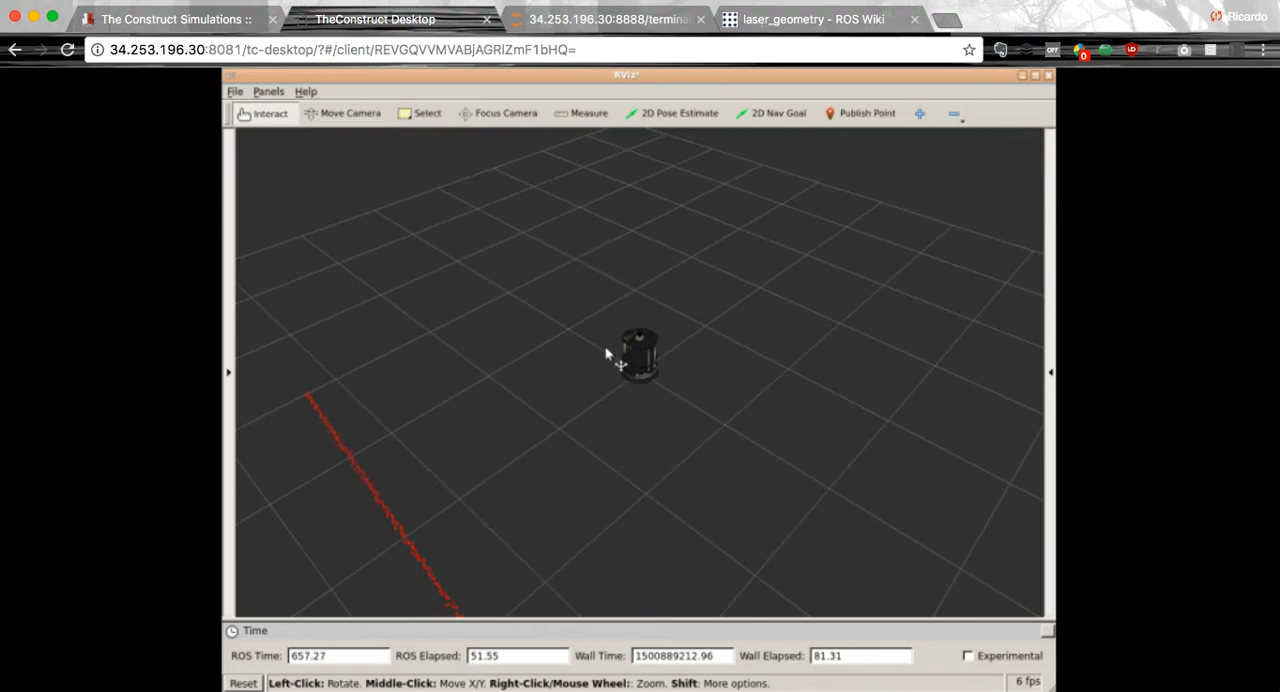 The Construct Simulations ::
TheConstruct Desktop
34.253.196.30:8888/termina
laser_geometry - ROS Wiki
Ricardo
34.253.196.30:8081/tc-desktop/?#/client/REVGQVVMVABjAGRlZmF1bHQ=
OFF
0
RViz*
File Panels Help
Interact Move Camera Select Focus Camera Measure 2D Pose Estimate 2D Nav Goal Publish Point
Time
ROS Time: 657.27 ROS Elapsed: 51.55 Wall Time: 1500889212.96 Wall Elapsed: 81.31 Experimental
Reset Left-Click: Rotate. Middle-Click: Move X/Y. Right-Click/Mouse Wheel:: Zoom. Shift: More options. 6 fps